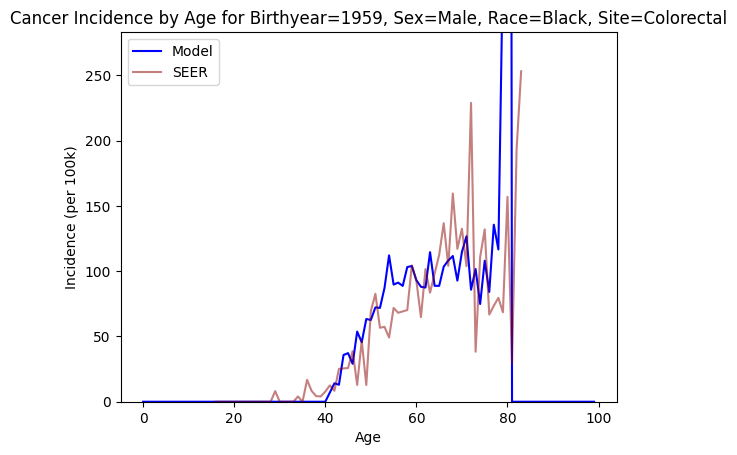 Cancer Incidence by Age for Birthyear=1959, Sex=Male, Race=Black, Site=Colorectal
Model
SEER
250
200
150
100
50
0
Incidence (per 100k)
0 20 40 60 80 100
Age